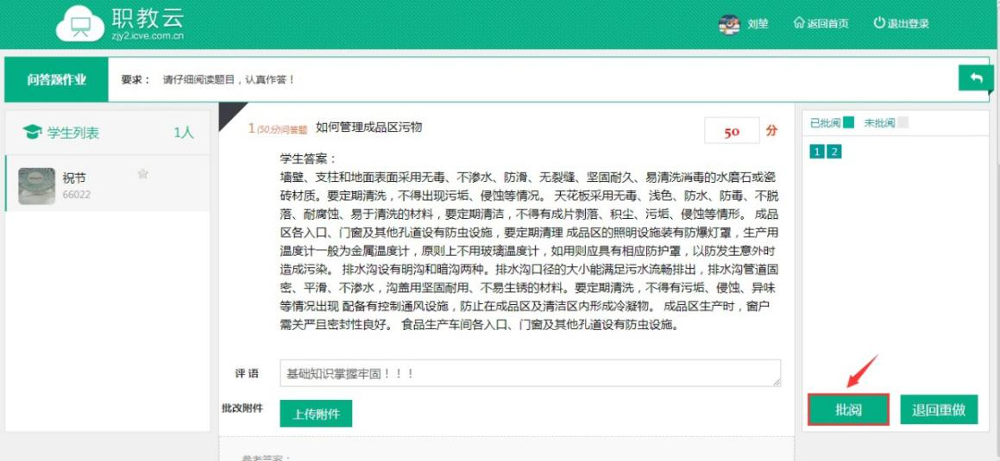 职教云
zjy2.icve.com.cn
刘堃 返回首页 退出登录
问答题作业 要求： 请仔细阅读题目，认真作答！
学生列表 1人
祝节
66022
1 (50分)问答题 如何管理成品区污物 50 分
学生答案：
墙壁、支柱和地面表面采用无毒、不渗水、防滑、无裂缝、坚固耐久、易清洗消毒的水磨石或瓷
砖材质。要定期清洗，不得出现污垢、侵蚀等情况。 天花板采用无毒、浅色、防水、防毒、不脱
落、耐腐蚀、易于清洗的材料，要定期清洁，不得有成片剥落、积尘、污垢、侵蚀等情形。 成品
区各入口、门窗及其他孔道设有防虫设施，要定期清理 成品区的照明设施装有防爆灯罩，生产用
温度计一般为金属温度计，原则上不用玻璃温度计，如用则应具有相应防护罩，以防发生意外时
造成污染。 排水沟设有明沟和暗沟两种。排水沟口径的大小能满足污水流畅排出，排水沟管道固
密、平滑、不渗水，沟盖用坚固耐用、不易生锈的材料。要定期清洗，不得有污垢、侵蚀、异味
等情况出现 配备有控制通风设施，防止在成品区及清洁区内形成冷凝物。 成品区生产时，窗户
需关严且密封性良好。 食品生产车间各入口、门窗及其他孔道设有防虫设施。
评 语 基础知识掌握牢固！！！
批改附件 上传附件
参考答案：
已批阅 未批阅
1 2
批阅 退回重做